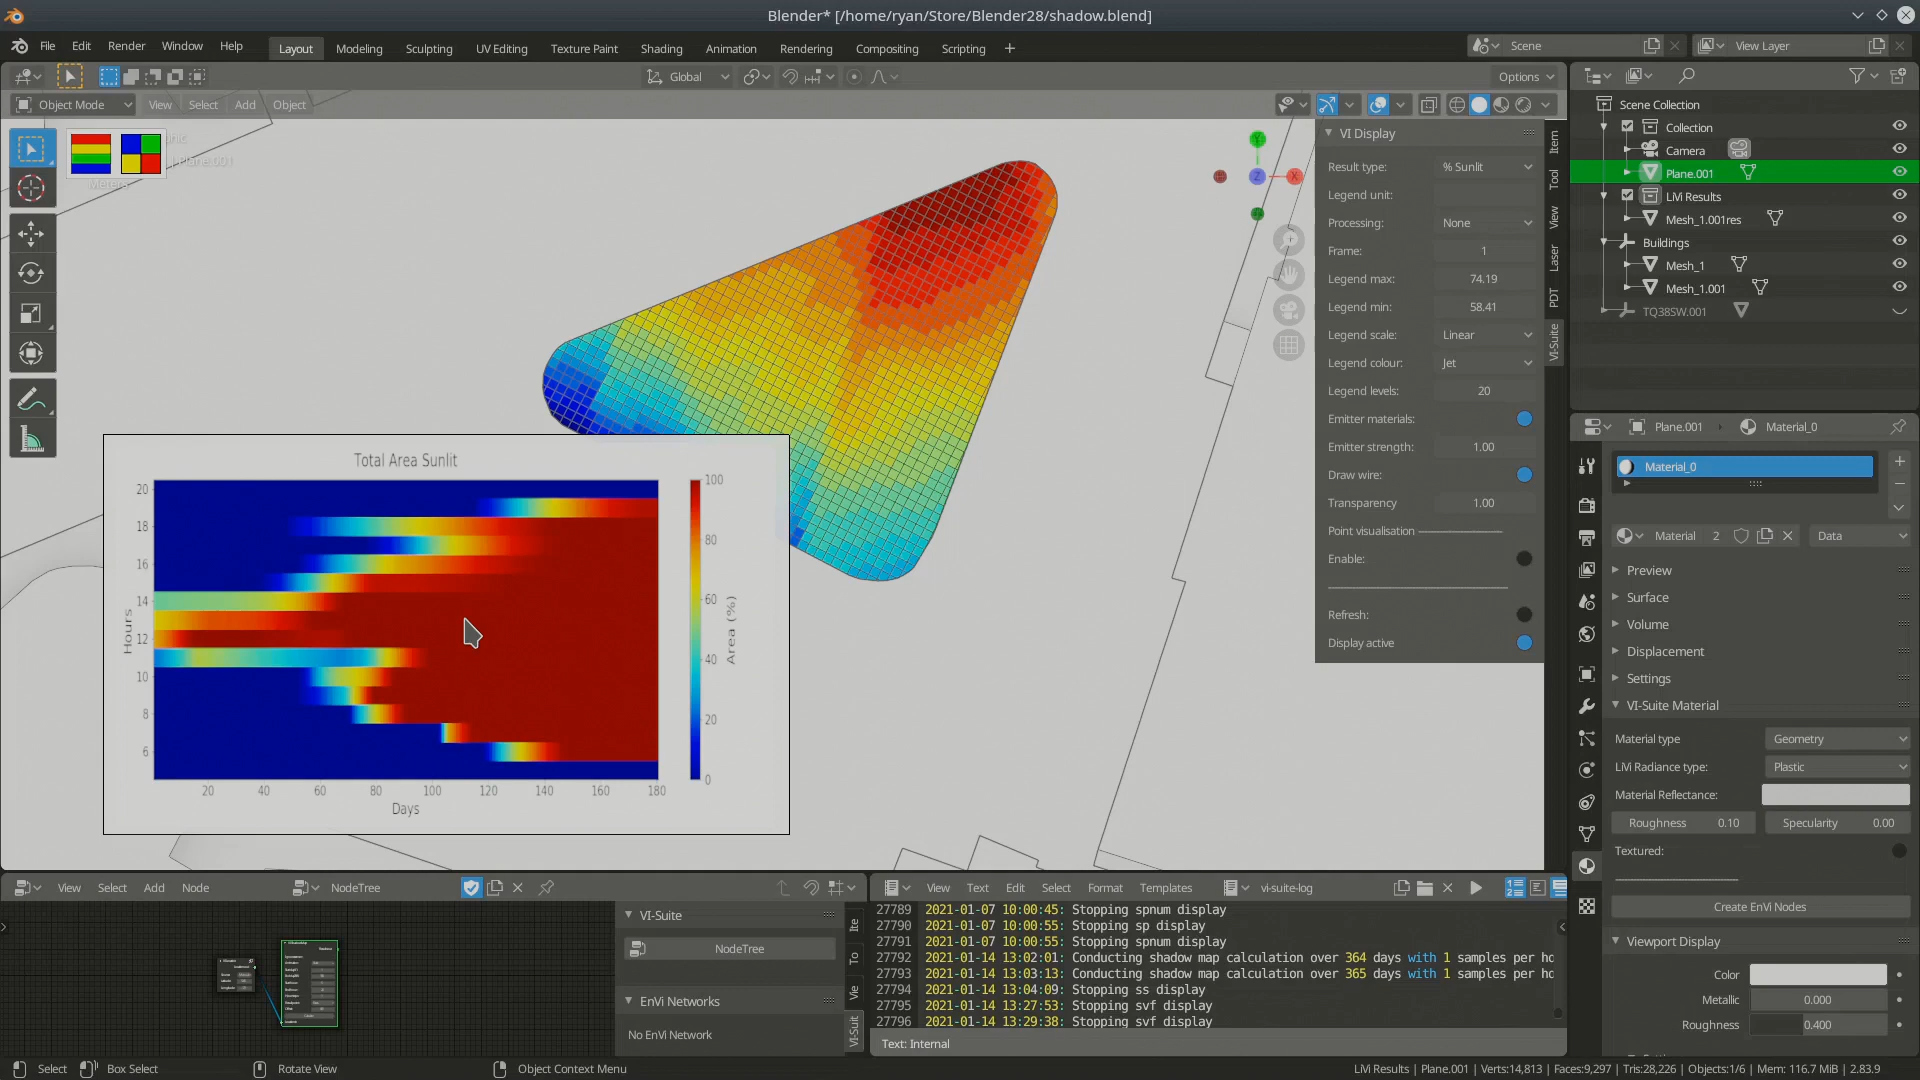 Blender* [/home/ryan/Store/Blender28/shadow.blend]
File Edit Render Window Help Layout Modeling Sculpting UV Editing Texture Paint Shading Animation Rendering Compositing Scripting + Scene View Layer
Global Options
Object Mode View Select Add Object
Plane.001
Meters
Y
Z
X
VI Display
Result type: % Sunlit
Legend unit:
Processing: None
Frame: 1
Legend max: 74.19
Legend min: 58.41
Legend scale: Linear
Legend colour: Jet
Legend levels: 20
Emitter materials:
Emitter strength: 1.00
Draw wire:
Transparency 1.00
Point visualisation
Enable:
Refresh:
Display active
Item
Tool
View
Laser
PDT
VI-Suite
Scene Collection
Collection
Camera
Plane.001
LiVi Results
Mesh_1.001res
Buildings
Mesh_1
Mesh_1.001
TQ38SW.001
Total Area Sunlit
20
18
16
14
12
10
8
6
Hours
20 40 60 80 100 120 140 160 180
Days
100
80
60
40
20
0
Area (%)
Plane.001 Material_0
Material_0
Material 2 Data
Preview
Surface
Volume
Displacement
Settings
VI-Suite Material
Material type Geometry
LiVi Radiance type: Plastic
Material Reflectance:
Roughness 0.10 Specularity 0.00
Textured:
Create EnVi Nodes
Viewport Display
Color
Metallic 0.000
Roughness 0.400
View Select Add Node NodeTree
VI-Suite
NodeTree
EnVi Networks
No EnVi Network
Ite
To
Vie
VI-Suit
View Text Edit Select Format Templates vi-suite-log
27789 2021-01-07 10:00:45: Stopping spnum display
27790 2021-01-07 10:00:55: Stopping sp display
27791 2021-01-07 10:00:55: Stopping spnum display
27792 2021-01-14 13:02:01: Conducting shadow map calculation over 364 days with 1 samples per ho
27793 2021-01-14 13:03:13: Conducting shadow map calculation over 365 days with 1 samples per ho
27794 2021-01-14 13:04:09: Stopping ss display
27795 2021-01-14 13:27:53: Stopping svf display
27796 2021-01-14 13:29:38: Stopping svf display
Text: Internal
Select Box Select Rotate View Object Context Menu
LiVi Results | Plane.001 | Verts:14,813 | Faces:9,297 | Tris:28,226 | Objects:1/6 | Mem: 116.7 MiB | 2.83.9